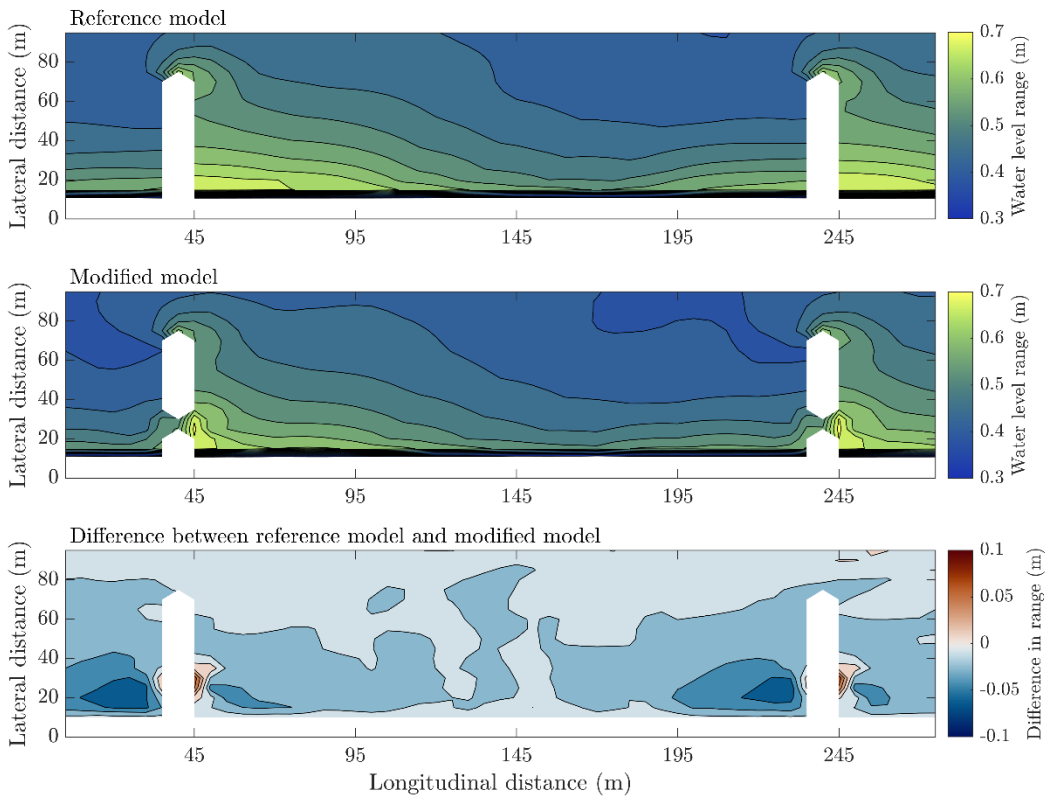 Reference model
Lateral distance (m)
80
60
40
20
0
45 95 145 195 245
0.7
0.6
0.5
0.4
0.3
Water level range (m)
Modified model
Lateral distance (m)
80
60
40
20
0
45 95 145 195 245
0.7
0.6
0.5
0.4
0.3
Water level range (m)
Difference between reference model and modified model
Lateral distance (m)
80
60
40
20
0
45 95 145 195 245
0.1
0.05
0
-0.05
-0.1
Difference in range (m)
Longitudinal distance (m)